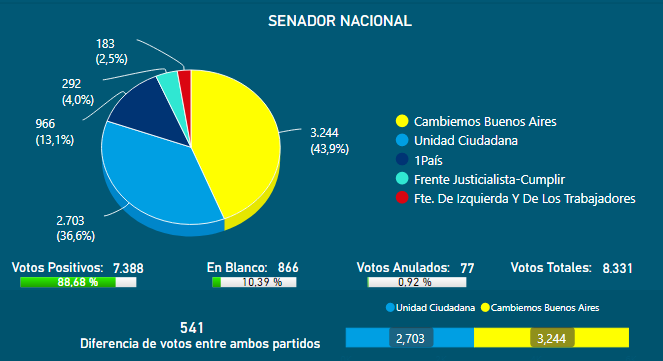 SENADOR NACIONAL
183
(2,5%)
292
(4,0%)
966
(13,1%)
3.244
(43,9%)
2.703
(36,6%)
Cambiemos Buenos Aires
Unidad Ciudadana
1País
Frente Justicialista-Cumplir
Fte. De Izquierda Y De Los Trabajadores
Votos Positivos: 7.388
88,68 %
En Blanco: 866
10,39 %
Votos Anulados: 77
0,92 %
Votos Totales: 8.331
Unidad Ciudadana Cambiemos Buenos Aires
541
Diferencia de votos entre ambos partidos
2,703 3,244